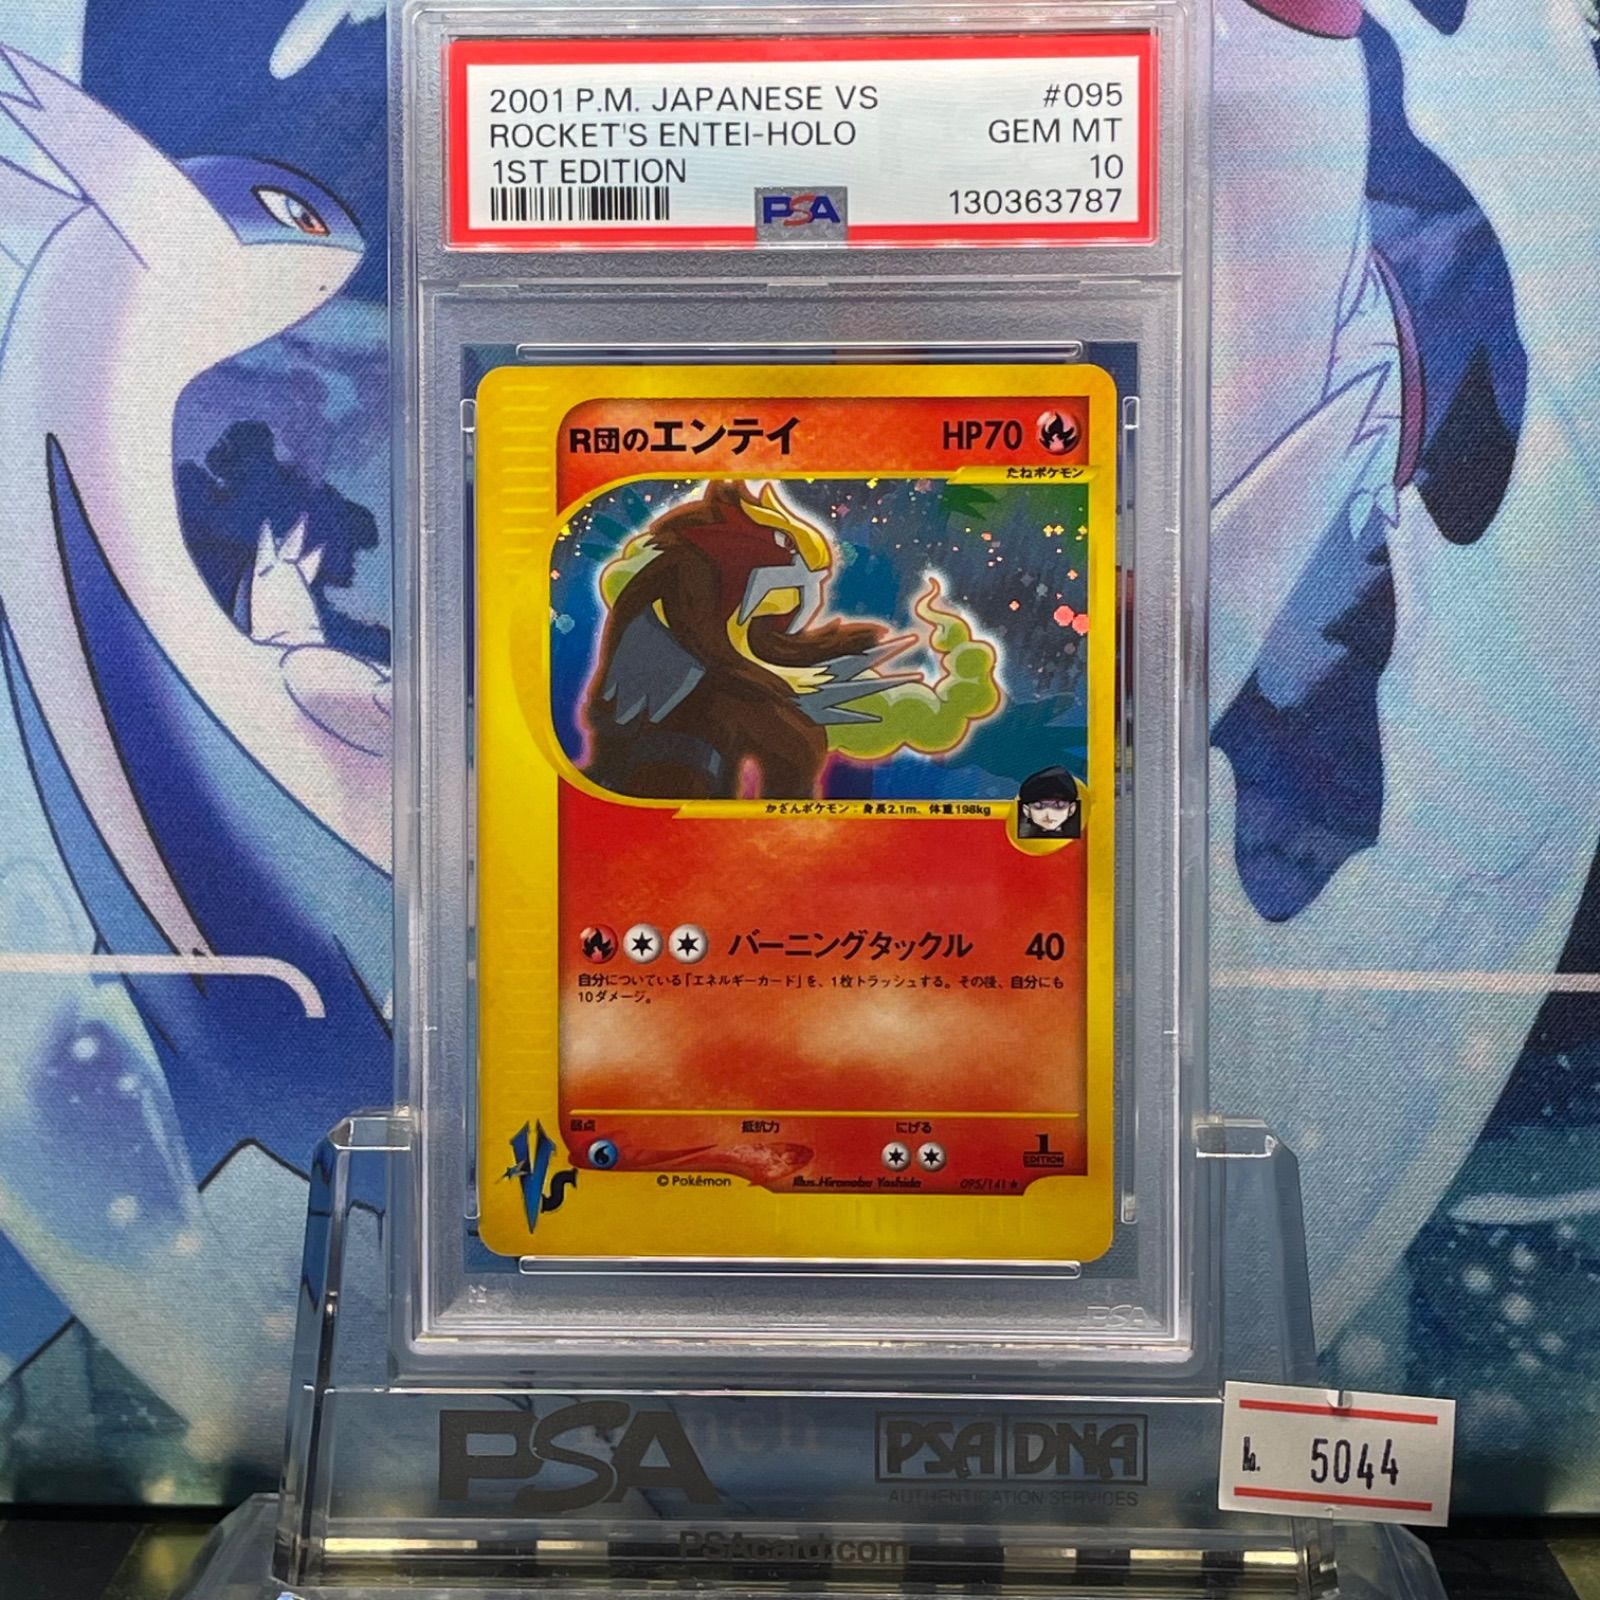 2001 P.M. JAPANESE VS #095
ROCKET'S ENTEI-HOLO GEM MT
1ST EDITION 10
PSA 130363787
R団のエンテイ HP70
たねポケモン
かざんポケモン：身長2.1m、体重198kg
バーニングタックル 40
自分についている「エネルギーカード」を、1枚トラッシュする。その後、自分にも
10ダメージ。
弱点 抵抗力 にげる
1
EDITION
VS
©Pokémon Illus.Hironobu Yoshida 095/141★
PSA
PSA PSA DNA
AUTHENTICATION SERVICES
PSAcard.com
No. 5044